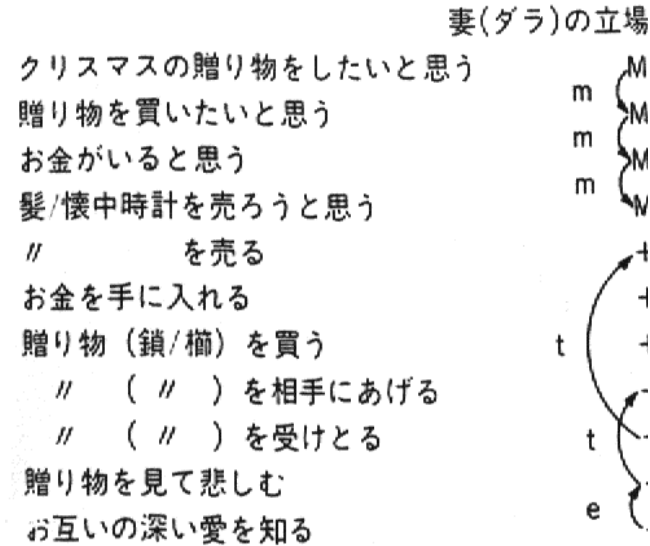 妻(ダラ)の立場
クリスマスの贈り物をしたいと思う M
m
贈り物を買いたいと思う M
m
お金がいると思う M
m
髪/懐中時計を売ろうと思う M
〃 を売る +
お金を手に入れる +
贈り物(鎖/櫛)を買う t +
〃 (〃)を相手にあげる
〃 (〃)を受けとる t
贈り物を見て悲しむ
e
お互いの深い愛を知る